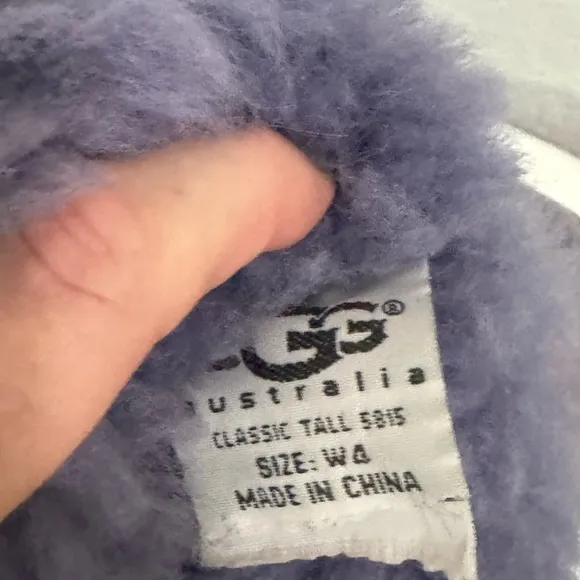 UGG®
australia
CLASSIC TALL 5815
SIZE: W4
MADE IN CHINA